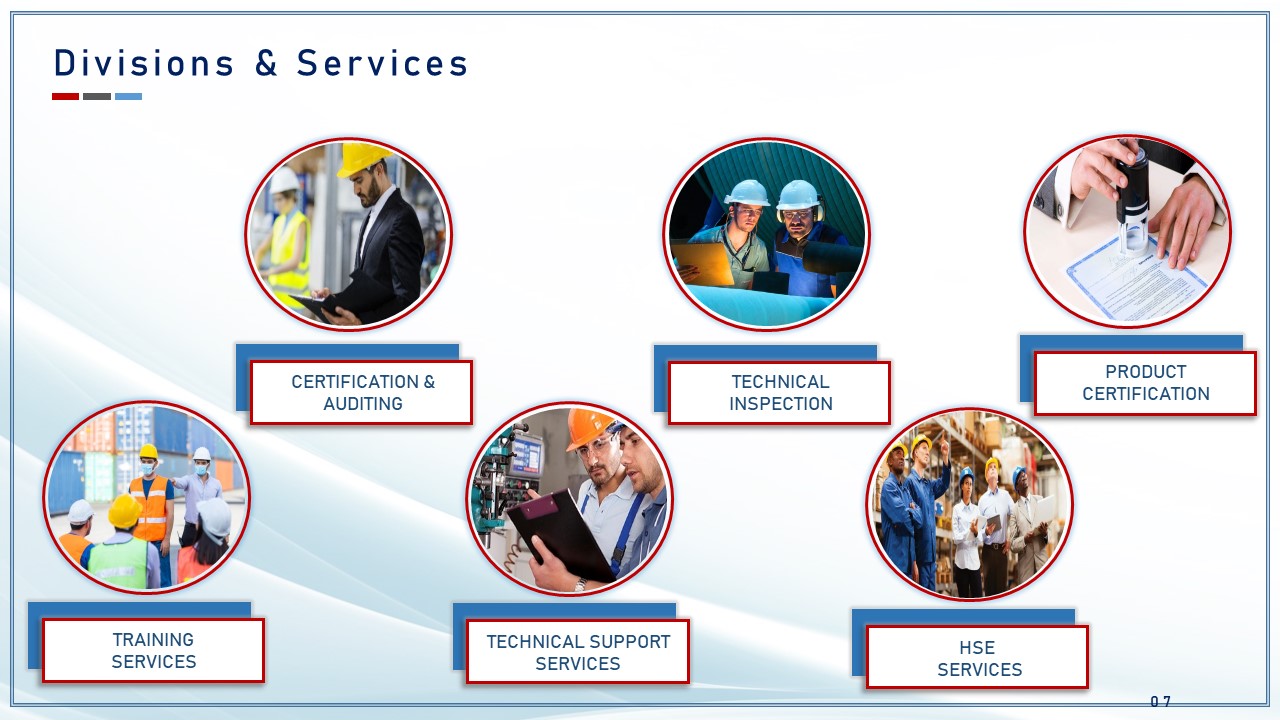 Divisions & Services
CERTIFICATION &
AUDITING
TECHNICAL
INSPECTION
PRODUCT
CERTIFICATION
TRAINING
SERVICES
TECHNICAL SUPPORT
SERVICES
HSE
SERVICES
07